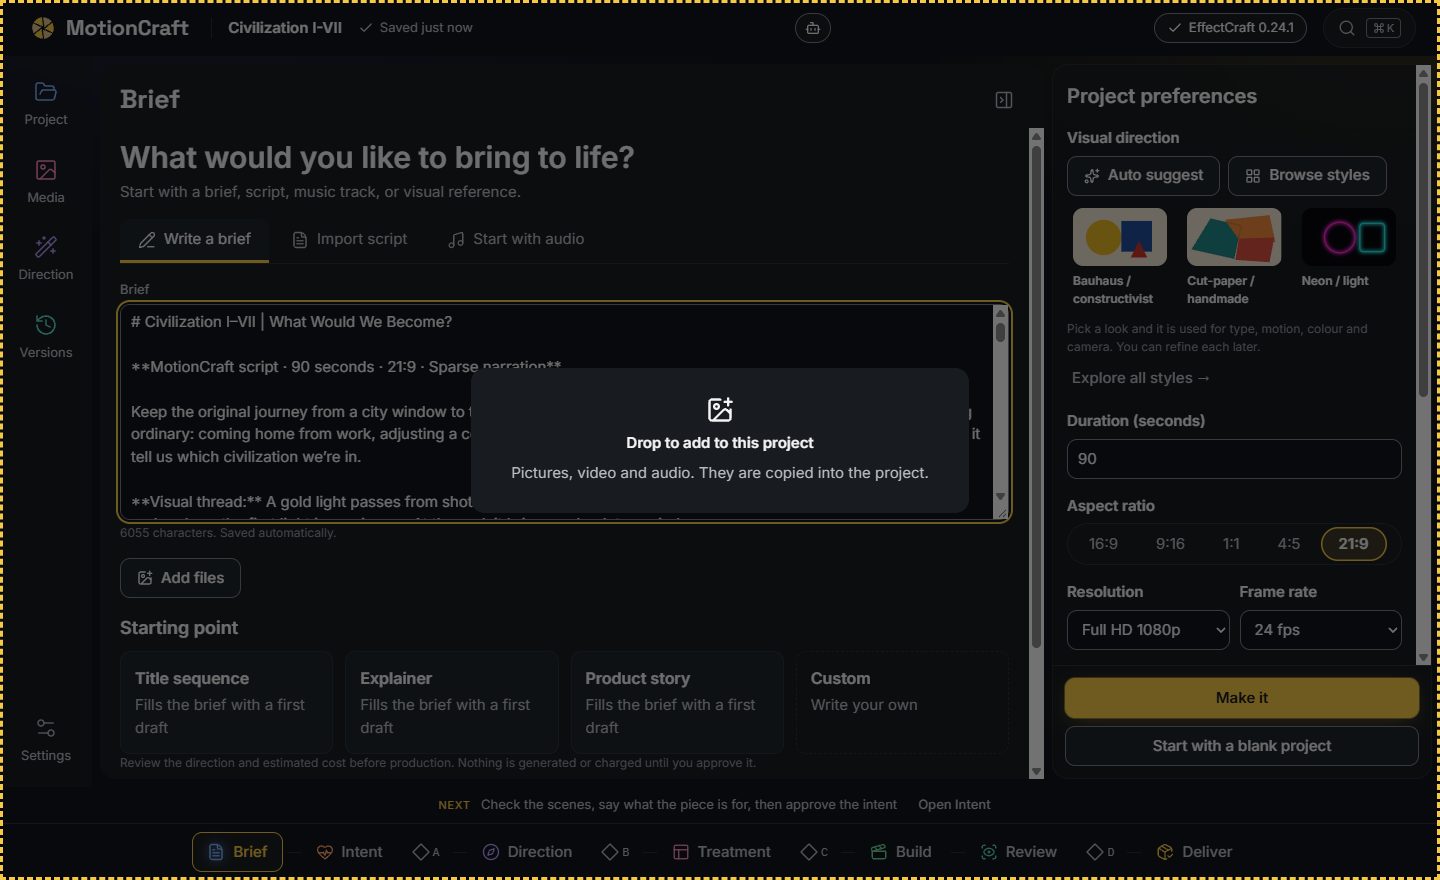 MotionCraft
Civilization I-VII
Saved just now
EffectCraft 0.24.1
⌘K
Project
Media
Direction
Versions
Settings
Brief
What would you like to bring to life?
Start with a brief, script, music track, or visual reference.
Write a brief
Import script
Start with audio
Brief
# Civilization I–VII | What Would We Become?
**MotionCraft script · 90 seconds · 21:9 · Sparse narration**
Keep the original journey from a city window to
ordinary: coming home from work, adjusting a c
it
tell us which civilization we’re in.
**Visual thread:** A gold light passes from shot
6055 characters. Saved automatically.
Drop to add to this project
Pictures, video and audio. They are copied into the project.
Add files
Starting point
Title sequence
Fills the brief with a first
draft
Explainer
Fills the brief with a first
draft
Product story
Fills the brief with a first
draft
Custom
Write your own
Review the direction and estimated cost before production. Nothing is generated or charged until you approve it.
Project preferences
Visual direction
Auto suggest
Browse styles
Bauhaus /
constructivist
Cut-paper /
handmade
Neon / light
Pick a look and it is used for type, motion, colour and
camera. You can refine each later.
Explore all styles →
Duration (seconds)
90
Aspect ratio
16:9 9:16 1:1 4:5 21:9
Resolution
Frame rate
Full HD 1080p
24 fps
Make it
Start with a blank project
NEXT Check the scenes, say what the piece is for, then approve the intent Open Intent
Brief Intent A Direction B Treatment C Build Review D Deliver